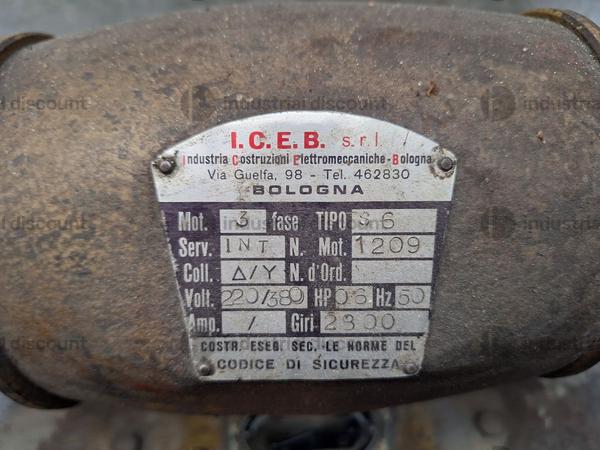 I.C.E.B. s.r.l.
Industria Costruzioni Elettromeccaniche-Bologna
Via Guelfa, 98 - Tel. 462830
BOLOGNA
Mot. 3 fase TIPO S 6
Serv. INT N. Mot. 1209
Coll. Δ/Y N. d'Ord.
Volt. 220/380 HP 0.6 Hz 50
Amp. / Giri 2800
COSTR. ESEG. SEC. LE NORME DEL
CODICE DI SICUREZZA
industrial discount